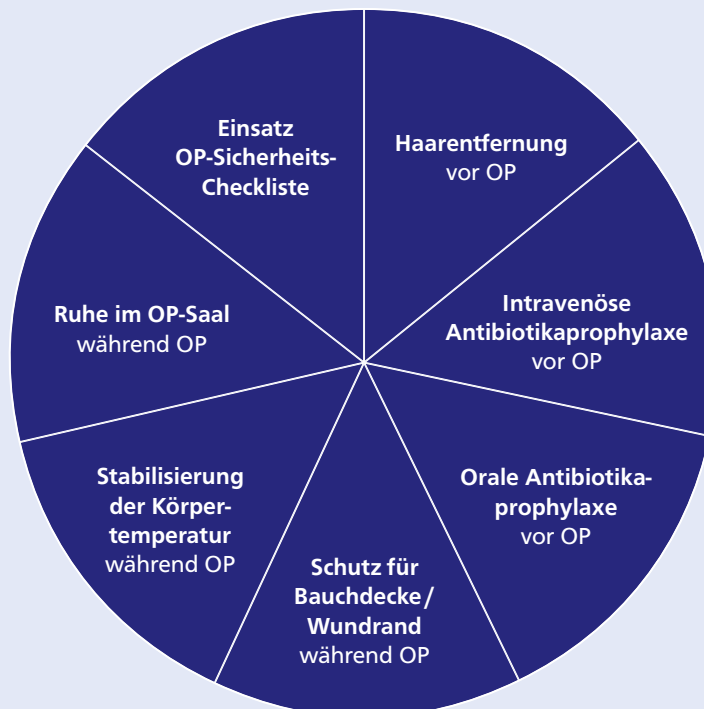 Einsatz
OP-Sicherheits-
Checkliste
Haarentfernung
vor OP
Intravenöse
Antibiotikaprophylaxe
vor OP
Orale Antibiotika-
prophylaxe
vor OP
Schutz für
Bauchdecke/
Wundrand
während OP
Stabilisierung
der Körper-
temperatur
während OP
Ruhe im OP-Saal
während OP